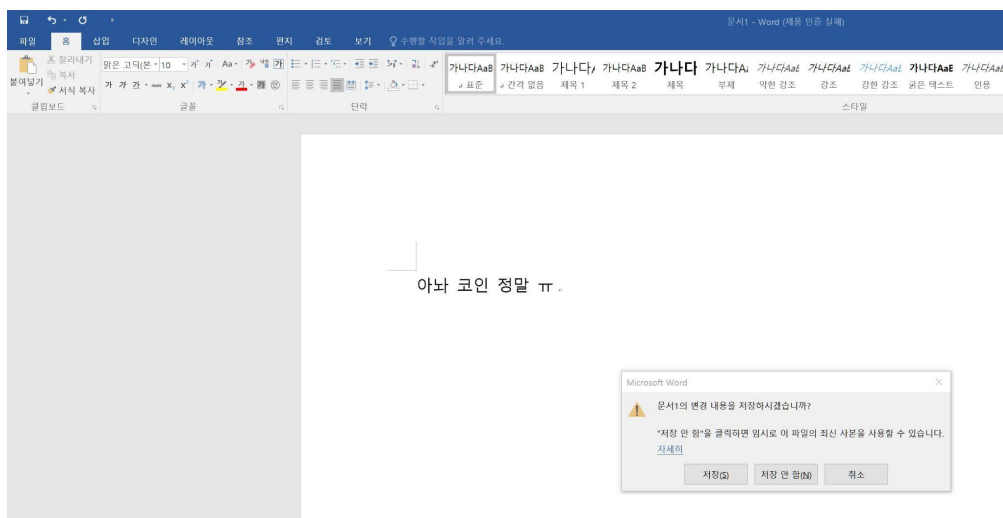 문서1 - Word (제품 인증 실패)
파일 홈 삽입 디자인 레이아웃 참조 편지 검토 보기 수행할 작업을 알려 주세요.
잘라내기
복사
서식 복사
붙여넣기
맑은 고딕(본- 10
가나다AaB 가나다AaB 가나다 가나다AaB 가나다 가나다A 가나다AaE 가나다AaE 가나다AaE 가나다AaE 가나다AaE
표준 간격 없음 제목 1 제목 2 제목 부제 약한 강조 강조 강한 강조 굵은 텍스트 인용
클립보드 글꼴 단락 스타일
아놔 코인 정말 ㅠ
Microsoft Word
문서1의 변경 내용을 저장하시겠습니까?
"저장 안 함"을 클릭하면 임시로 이 파일의 최신 사본을 사용할 수 있습니다.
자세히
저장(S) 저장 안 함(N) 취소